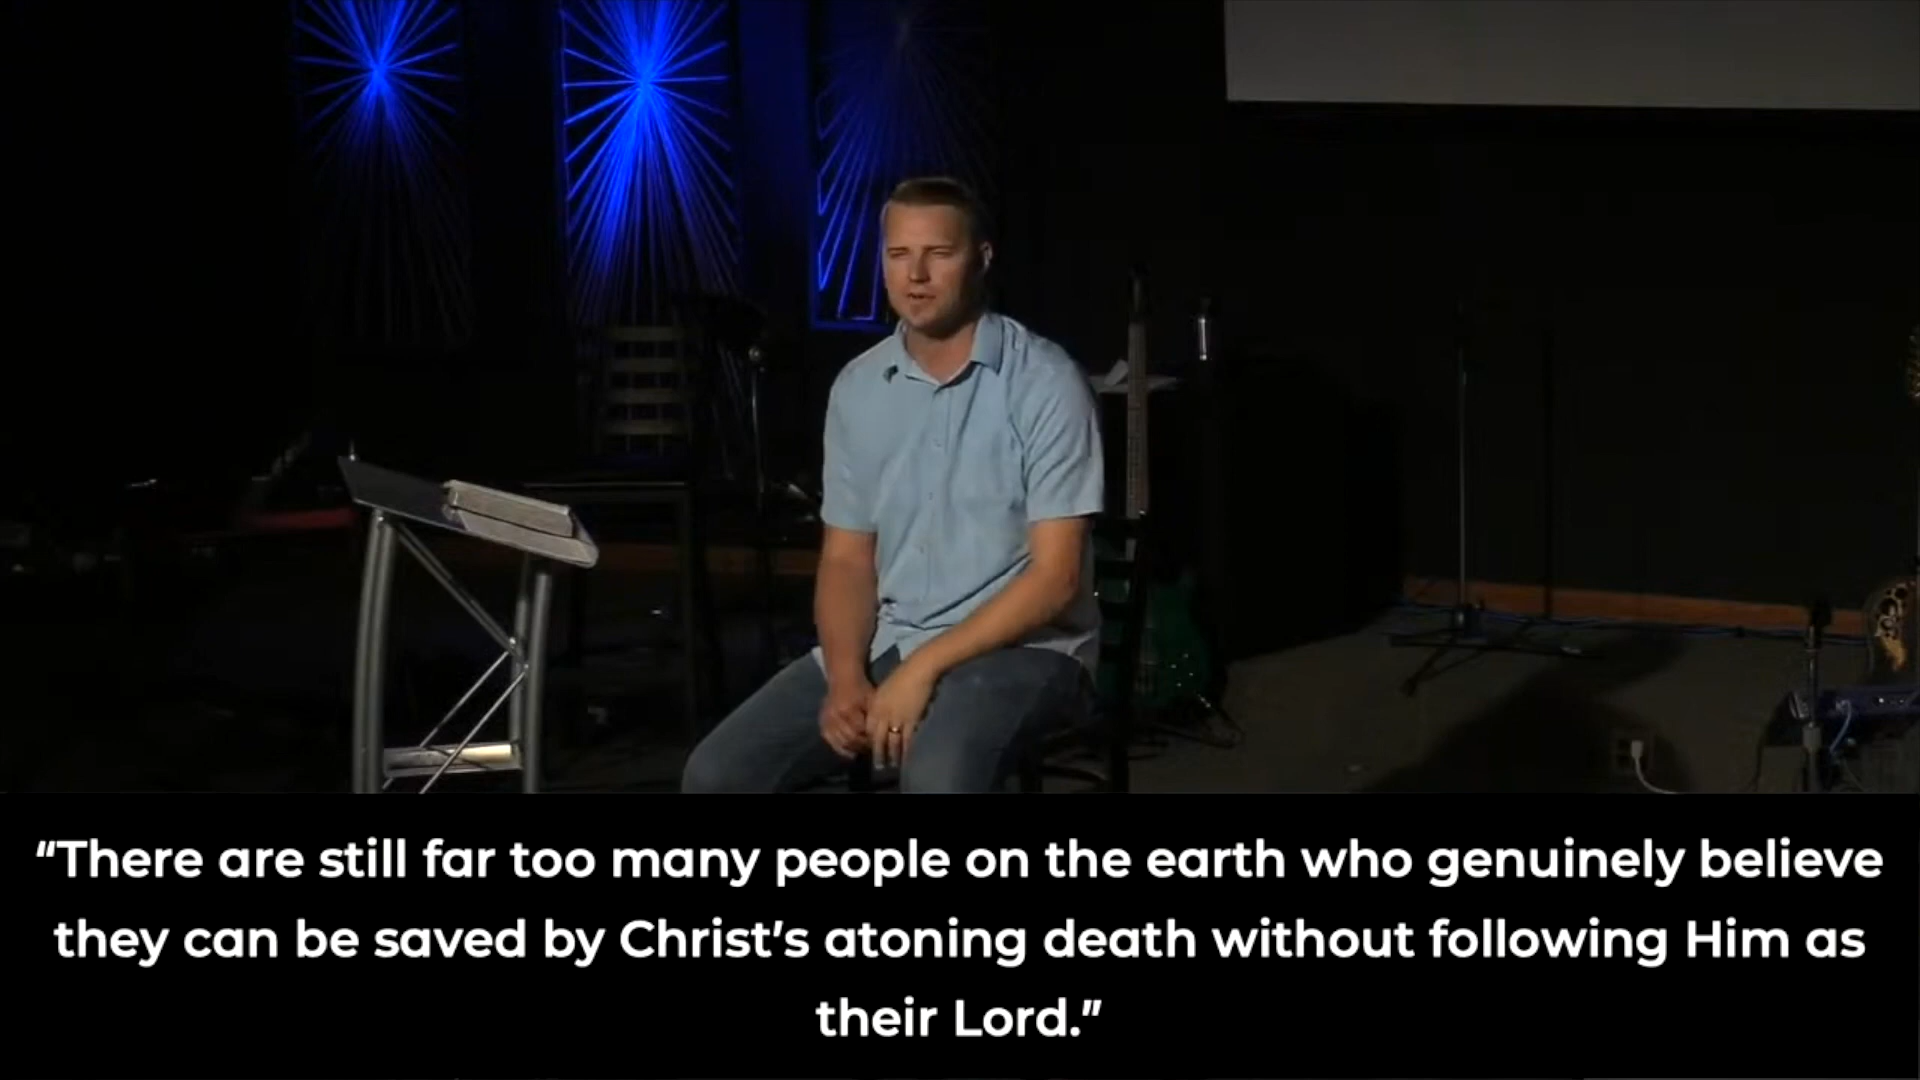 “There are still far too many people on the earth who genuinely believe
they can be saved by Christ’s atoning death without following Him as
their Lord.”